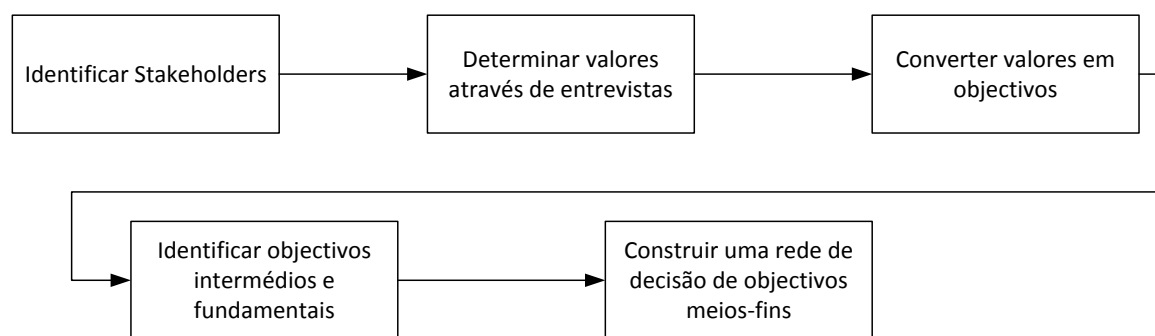 Identificar Stakeholders
Determinar valores
através de entrevistas
Converter valores em
objectivos
Identificar objectivos
intermédios e
fundamentais
Construir uma rede de
decisão de objectivos
meios-fins